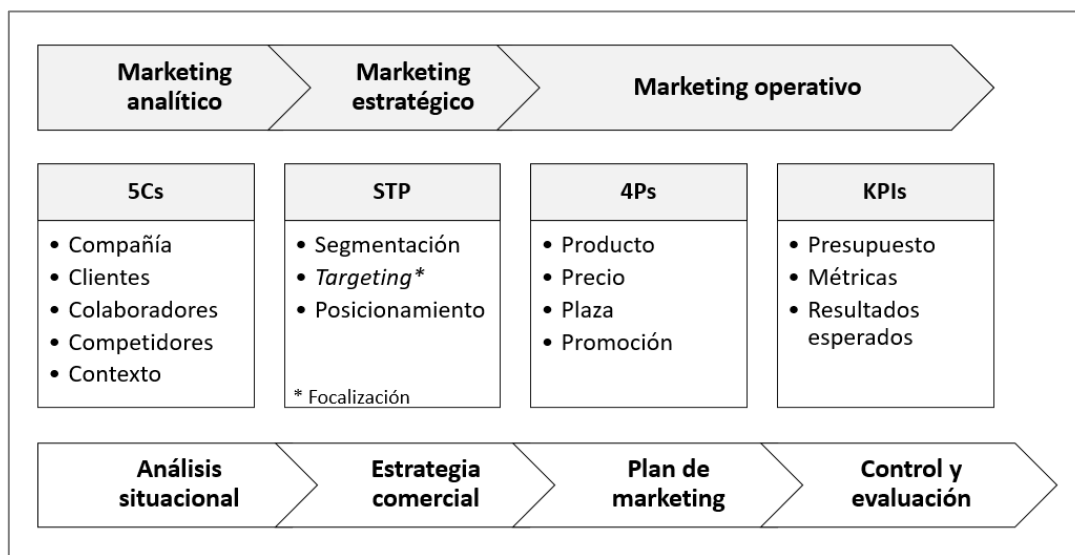 Marketing
analítico
Marketing
estratégico
Marketing operativo
5Cs
• Compañía
• Clientes
• Colaboradores
• Competidores
• Contexto
STP
• Segmentación
• Targeting*
• Posicionamiento
* Focalización
4Ps
• Producto
• Precio
• Plaza
• Promoción
KPIs
• Presupuesto
• Métricas
• Resultados
esperados
Análisis
situacional
Estrategia
comercial
Plan de
marketing
Control y
evaluación